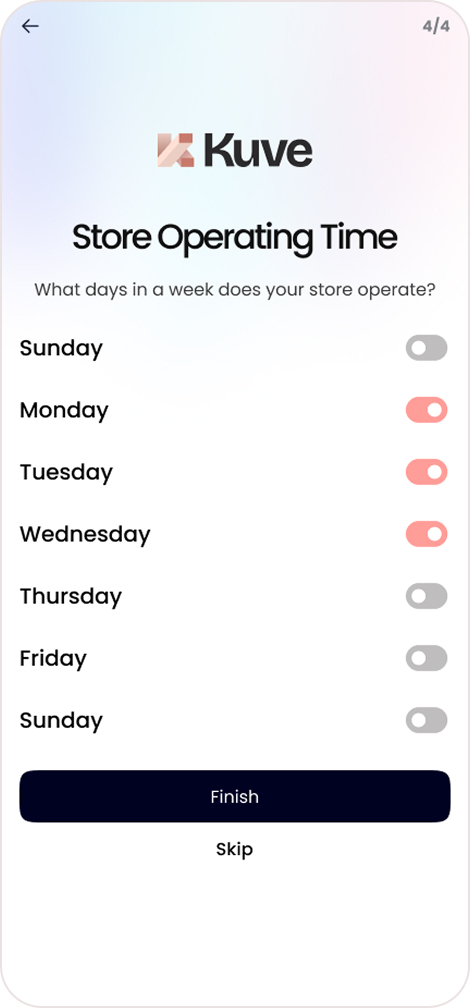 4/4
Kuve
Store Operating Time
What days in a week does your store operate?
Sunday
Monday
Tuesday
Wednesday
Thursday
Friday
Sunday
Finish
Skip